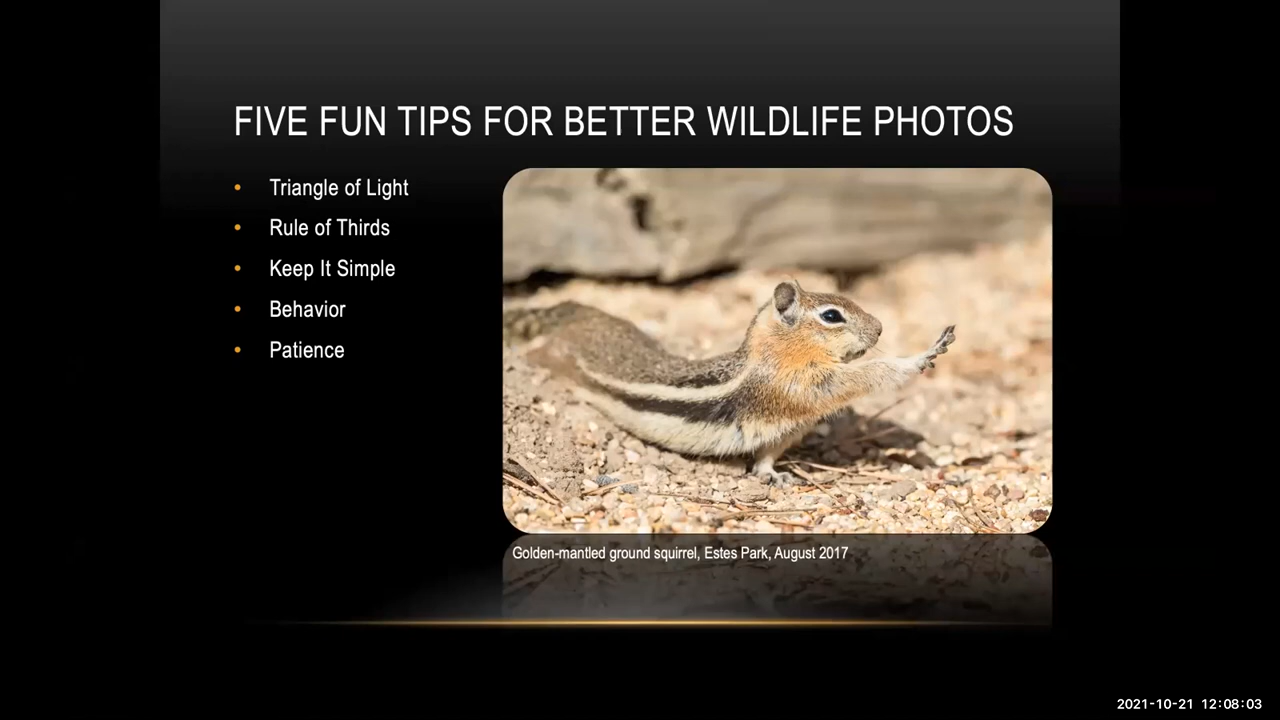 FIVE FUN TIPS FOR BETTER WILDLIFE PHOTOS
• Triangle of Light
• Rule of Thirds
• Keep It Simple
• Behavior
• Patience
Golden-mantled ground squirrel, Estes Park, August 2017
2021-10-21 12:08:03